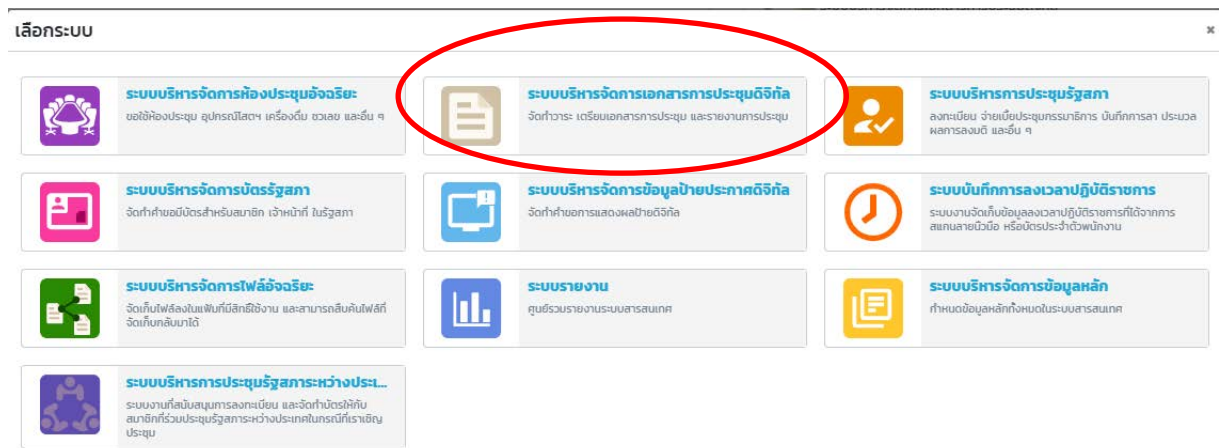 เลือกระบบ
ระบบบริหารจัดการห้องประชุมอัจฉริยะ
ขอใช้ห้องประชุม อุปกรณ์โสตฯ เครื่องดื่ม ชวเลข และอื่น ๆ
ระบบบริหารจัดการเอกสารการประชุมดิจิทัล
จัดทำวาระ เตรียมเอกสารการประชุม และรายงานการประชุม
ระบบบริหารการประชุมรัฐสภา
ลงทะเบียน จ่ายเบี้ยประชุมกรรมาธิการ บันทึกการลา ประมวล
ผลการลงมติ และอื่น ๆ
ระบบบริหารจัดการบัตรรัฐสภา
จัดทำคำขอมีบัตรสำหรับสมาชิก เจ้าหน้าที่ ในรัฐสภา
ระบบบริหารจัดการข้อมูลป้ายประกาศดิจิทัล
จัดทำคำขอการแสดงผลป้ายดิจิทัล
ระบบบันทึกการลงเวลาปฏิบัติราชการ
ระบบงานจัดเก็บข้อมูลลงเวลาปฏิบัติราชการที่ได้จากการ
สแกนลายนิ้วมือ หรือบัตรประจำตัวพนักงาน
ระบบบริหารจัดการไฟล์อัจฉริยะ
จัดเก็บไฟล์ลงในแฟ้มที่มีสิทธิ์ใช้งาน และสามารถสืบค้นไฟล์ที่
จัดเก็บกลับมาได้
ระบบรายงาน
ศูนย์รวมรายงานระบบสารสนเทศ
ระบบบริหารจัดการข้อมูลหลัก
กำหนดข้อมูลหลักทั้งหมดในระบบสารสนเทศ
ระบบบริหารการประชุมรัฐสภาระหว่างประเ...
ระบบงานที่สนับสนุนการลงทะเบียน และจัดทำบัตรให้กับ
สมาชิกที่ร่วมประชุมรัฐสภาระหว่างประเทศในกรณีที่เราเชิญ
ประชุม